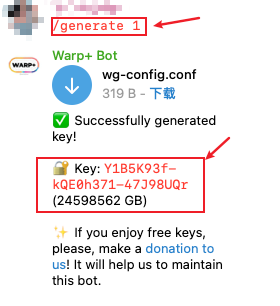 /generate 1
WARP+
Warp+ Bot
wg-config.conf
319 B - 下载
Successfully generated
key!
Key: Y1B5K93f-
kQE0h371-47J98UQr
(24598562 GB)
If you enjoy free keys,
please, make a donation to
us! It will help us to maintain
this bot.